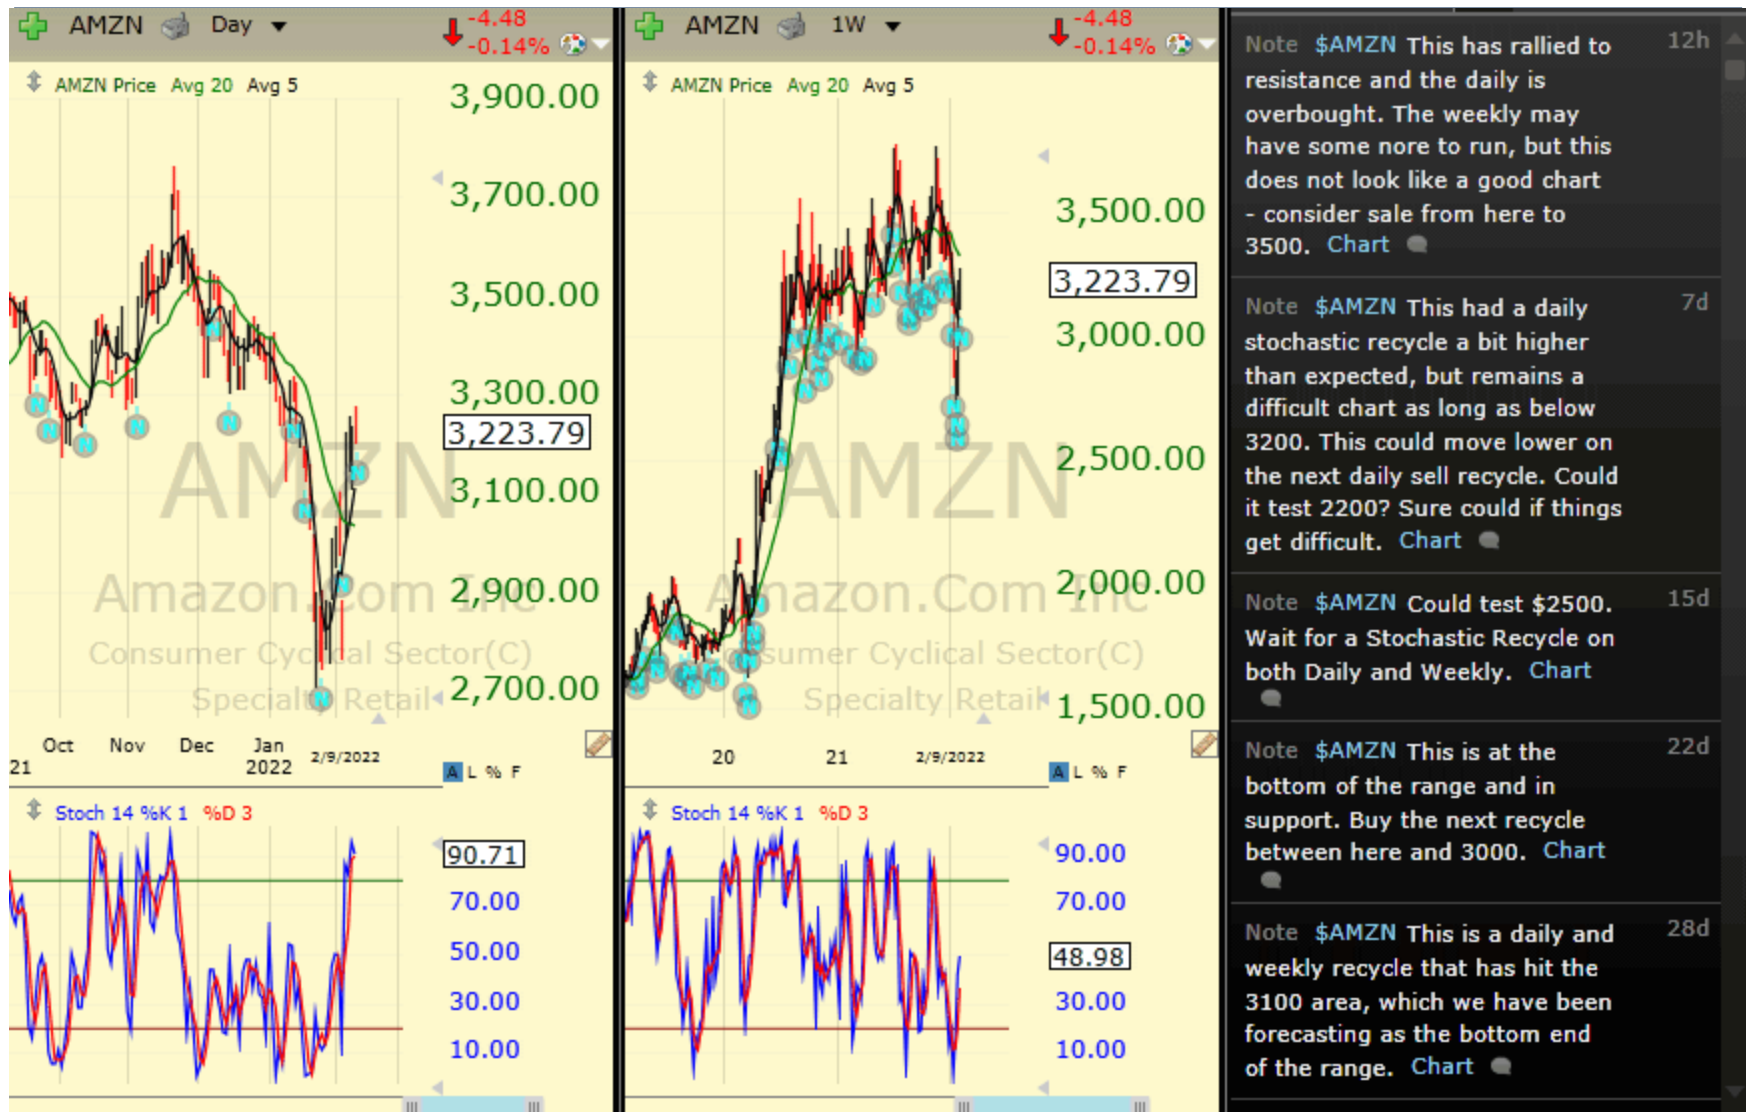 AMZN Day
-4.48
-0.14%
AMZN Price Avg 20 Avg 5
3,900.00
3,700.00
3,500.00
3,300.00
3,223.79
3,100.00
2,900.00
2,700.00
AMZN
Amazon.Com Inc
Consumer Cyclical Sector(C)
Specialty Retail
Oct Nov Dec Jan 2/9/2022
21 2022
A L % F
Stoch 14 %K 1 %D 3
90.71
70.00
50.00
30.00
10.00
AMZN 1W
-4.48
-0.14%
AMZN Price Avg 20 Avg 5
3,500.00
3,223.79
3,000.00
2,500.00
2,000.00
1,500.00
AMZN
Amazon.Com Inc
sumer Cyclical Sector(C)
Specialty Retail
20 21 2/9/2022
A L % F
Stoch 14 %K 1 %D 3
90.00
70.00
48.98
30.00
10.00
Note $AMZN This has rallied to 12h
resistance and the daily is
overbought. The weekly may
have some nore to run, but this
does not look like a good chart
- consider sale from here to
3500. Chart
Note $AMZN This had a daily 7d
stochastic recycle a bit higher
than expected, but remains a
difficult chart as long as below
3200. This could move lower on
the next daily sell recycle. Could
it test 2200? Sure could if things
get difficult. Chart
Note $AMZN Could test $2500. 15d
Wait for a Stochastic Recycle on
both Daily and Weekly. Chart
Note $AMZN This is at the 22d
bottom of the range and in
support. Buy the next recycle
between here and 3000. Chart
Note $AMZN This is a daily and 28d
weekly recycle that has hit the
3100 area, which we have been
forecasting as the bottom end
of the range. Chart